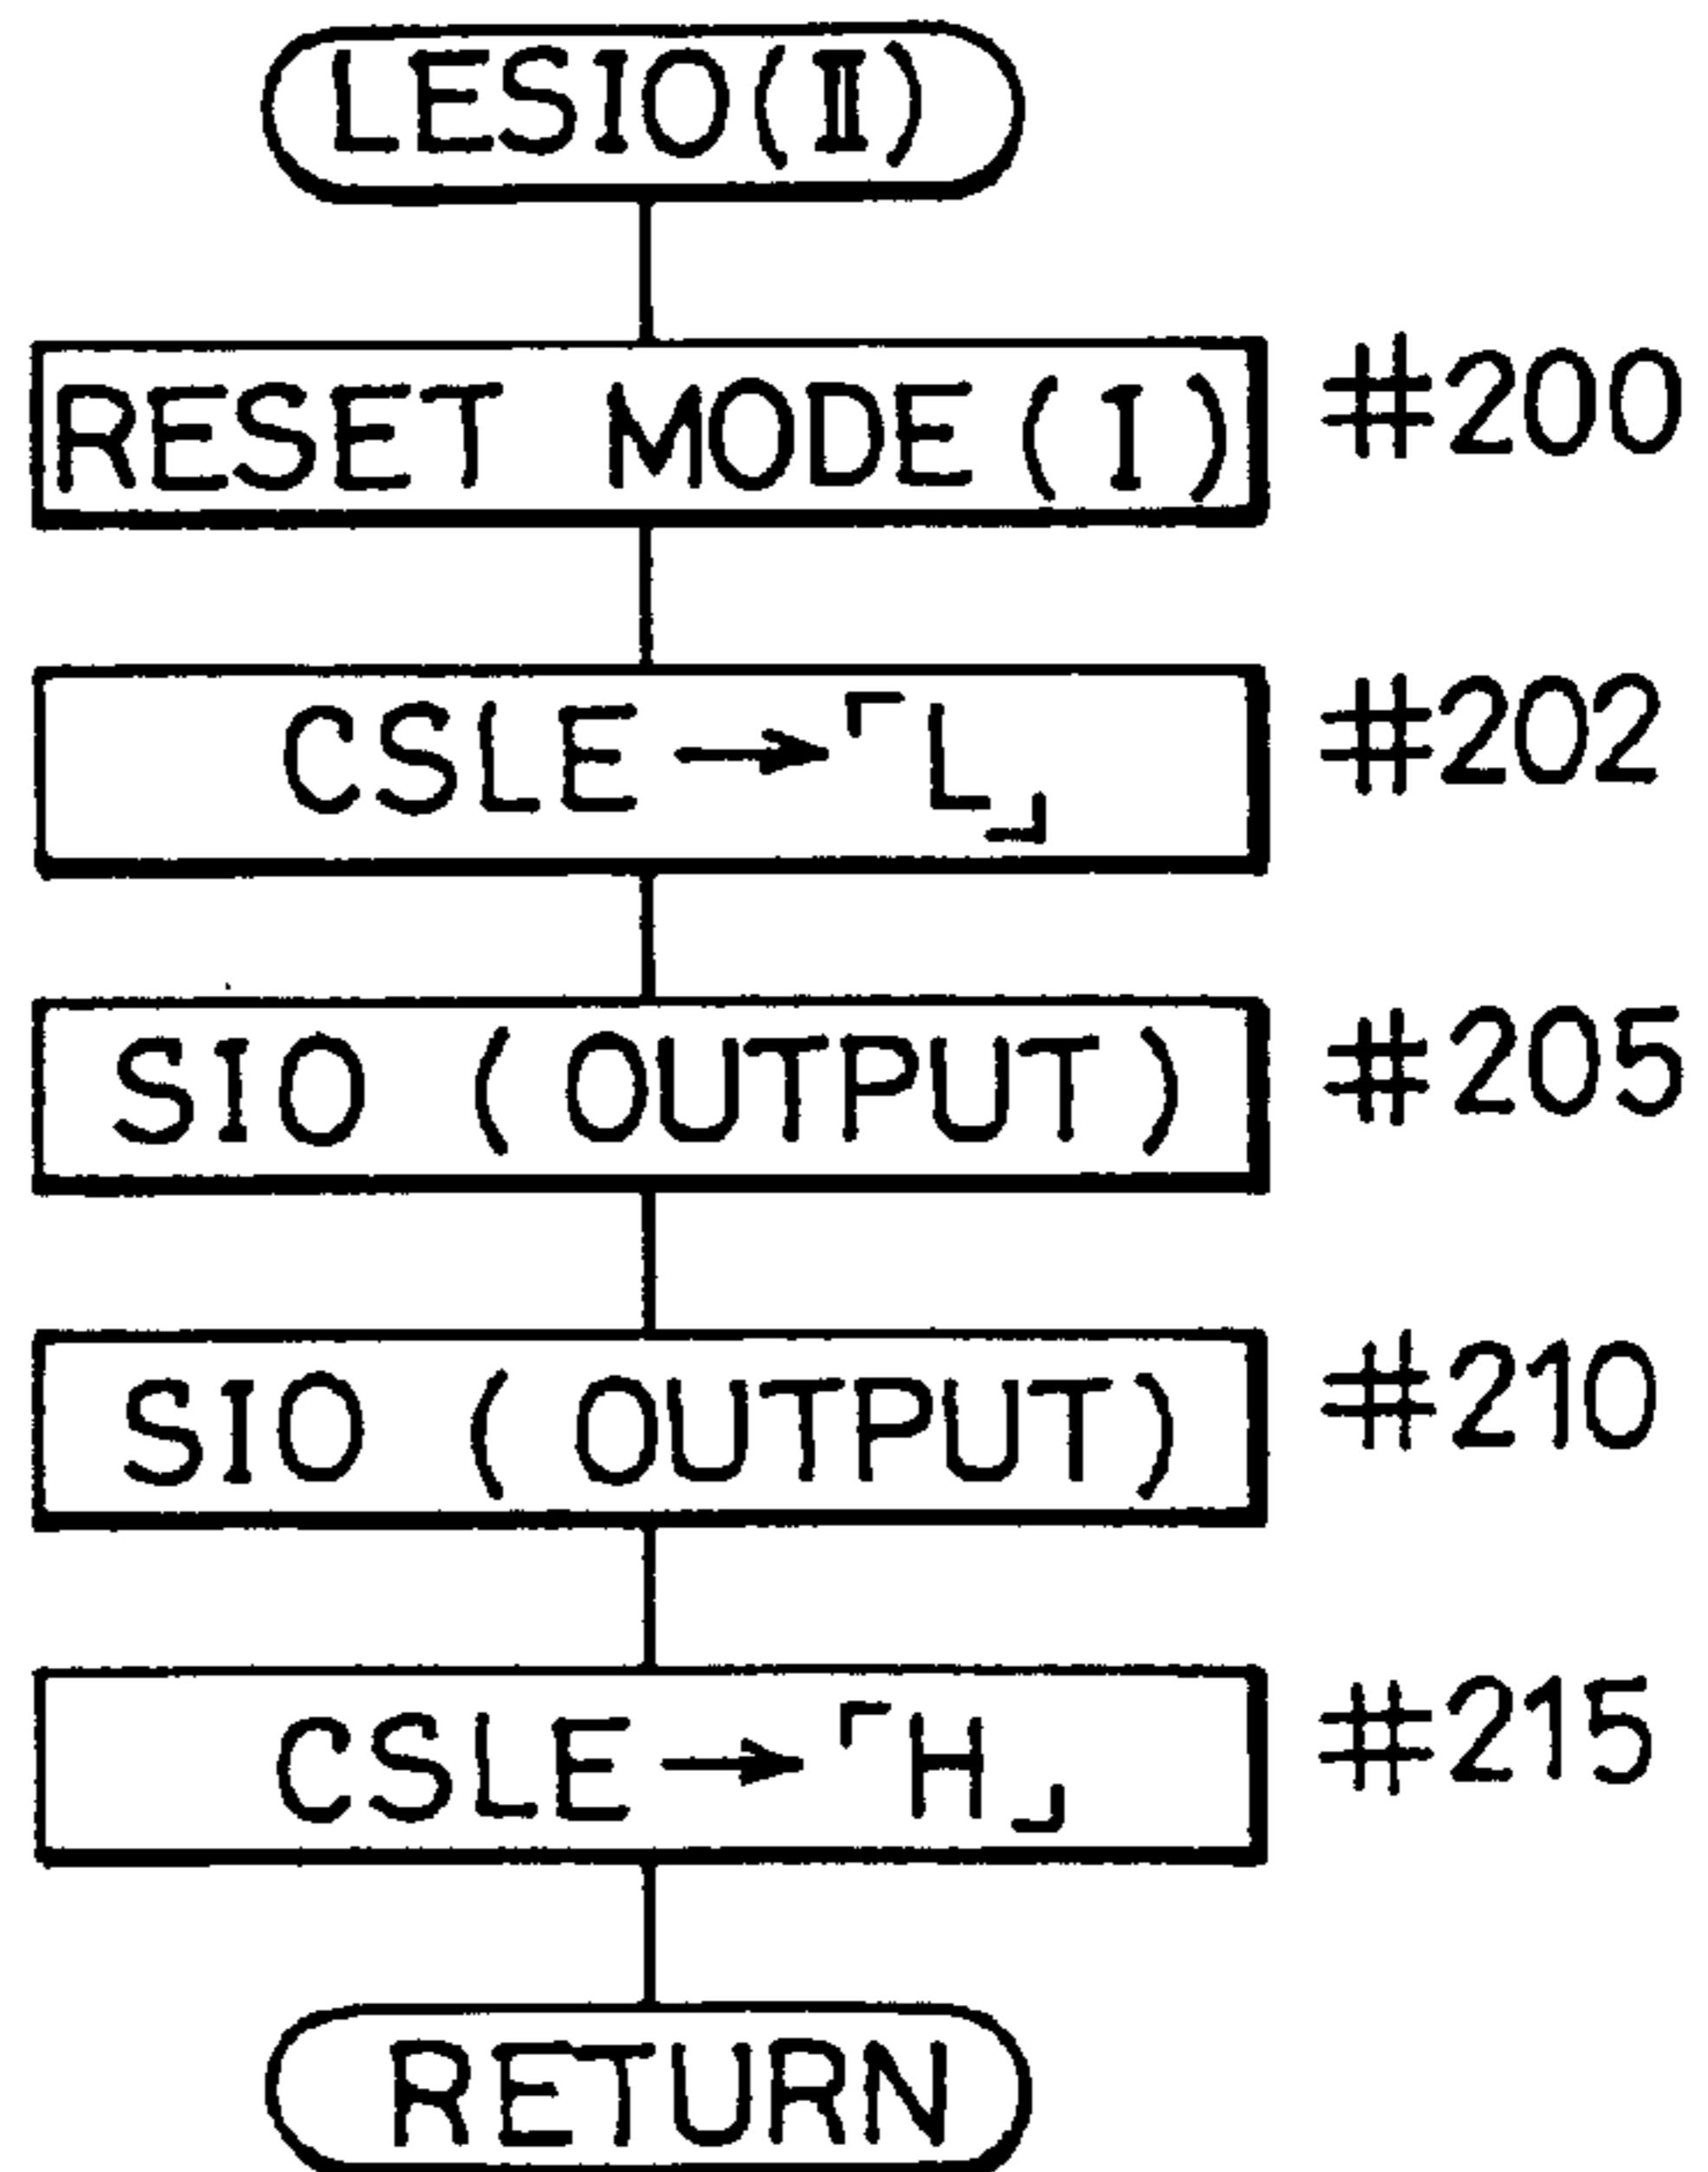 LESIO(II)
RESET MODE(I) #200
CSLE→「L」 #202
SIO (OUTPUT) #205
SIO (OUTPUT) #210
CSLE→「H」 #215
RETURN